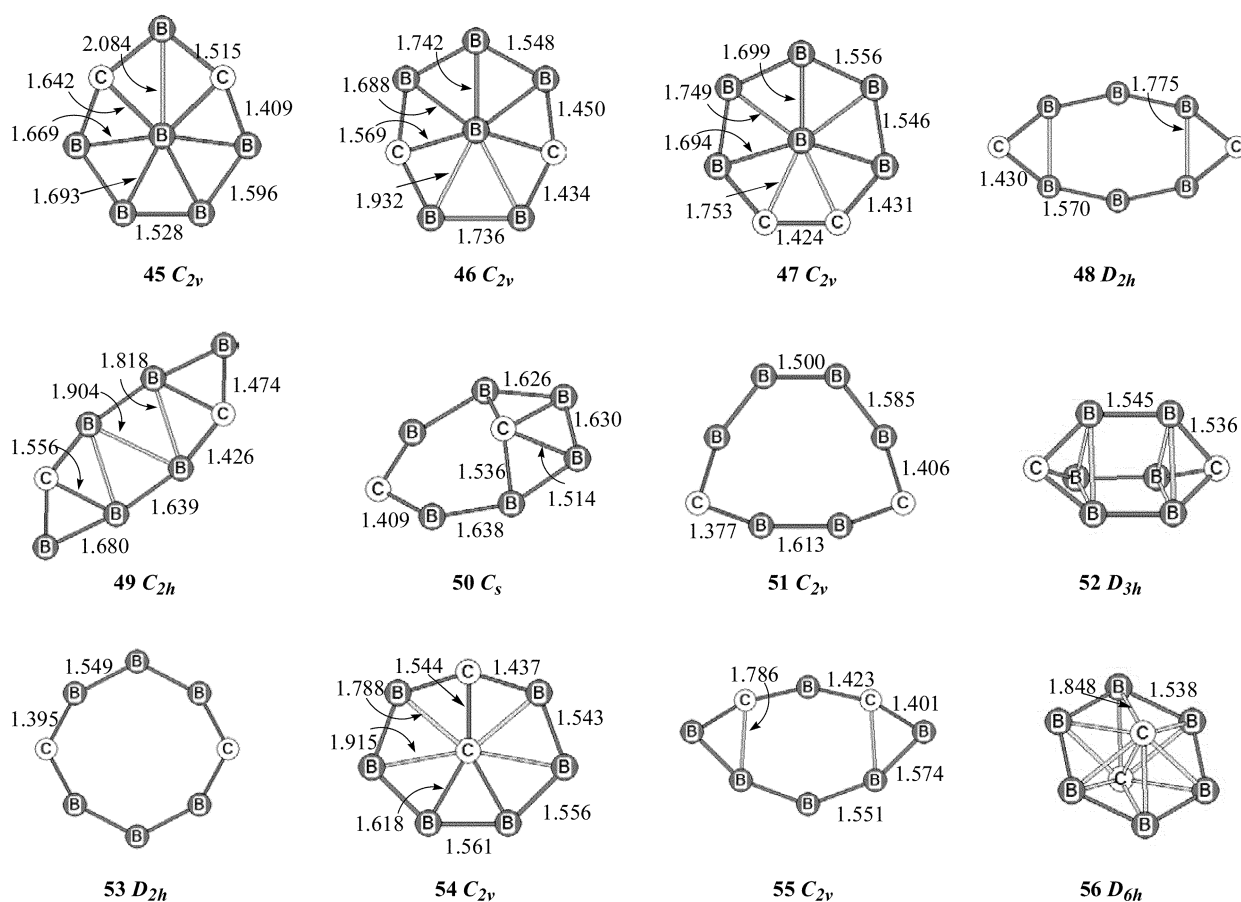 B
2.084 1.515
C C
1.642
1.409
1.669
B B B
1.693
1.596
B B
1.528
45 C2v
B
1.742 1.548
B B
1.688
1.450
1.569
B
C C
1.932
1.434
B B
1.736
46 C2v
B
1.699 1.556
B B
1.749
1.546
1.694
B
B B
1.753
1.431
C C
1.424
47 C2v
B
1.775
B B
C C
1.430
B B
1.570
B
48 D2h
B
1.818
B
1.474
1.904
C
B
1.556
1.426
B
C
1.639
B
B
1.680
49 C2h
1.626
B B
1.630
B C
1.536
B
C
1.514
1.409
B B
1.638
50 Cs
1.500
B B
1.585
B B
1.406
C C
1.377
B B
1.613
51 C2v
1.545
B B
1.536
C C
B B
B B
52 D3h
1.549
B
B B
1.395
C C
B B
B
53 D2h
1.544 C 1.437
1.788
B B
1.543
1.915
C
B B
1.618
1.556
B B
1.561
54 C2v
1.786 1.423
B
C C
1.401
B B
B B
1.574
B
1.551
55 C2v
1.848 1.538
B
B B
C
C
B B
B
56 D6h